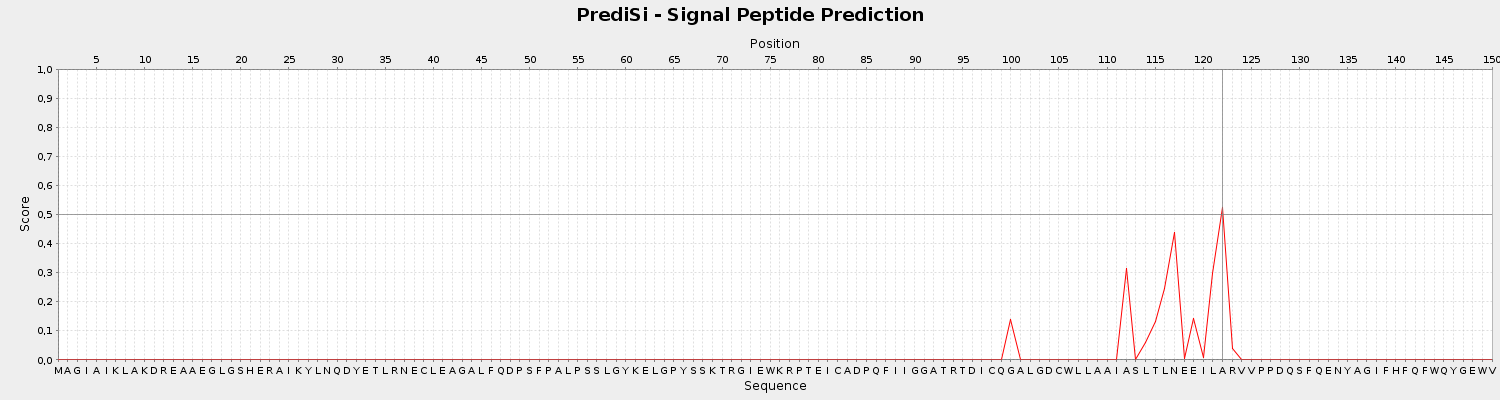 PrediSi - Signal Peptide Prediction
Position
5 10 15 20 25 30 35 40 45 50 55 60 65 70 75 80 85 90 95 100 105 110 115 120 125 130 135 140 145 150
1,0
0,9
0,8
0,7
0,6
0,5
0,4
0,3
0,2
0,1
0,0
Score
M A G I A I K L A K D R E A A E G L G S H E R A I K Y L N Q D Y E T L R N E C L E A G A L F Q D P S F P A L P S S L G Y K E L G P Y S S K T R G I E W K R P T E I C A D P Q F I I G G A T R T D I C Q G A L G D C W L L A A I A S L T L N E E I L A R V V P P D Q S F Q E N Y A G I F H F Q F W Q Y G E W V
Sequence